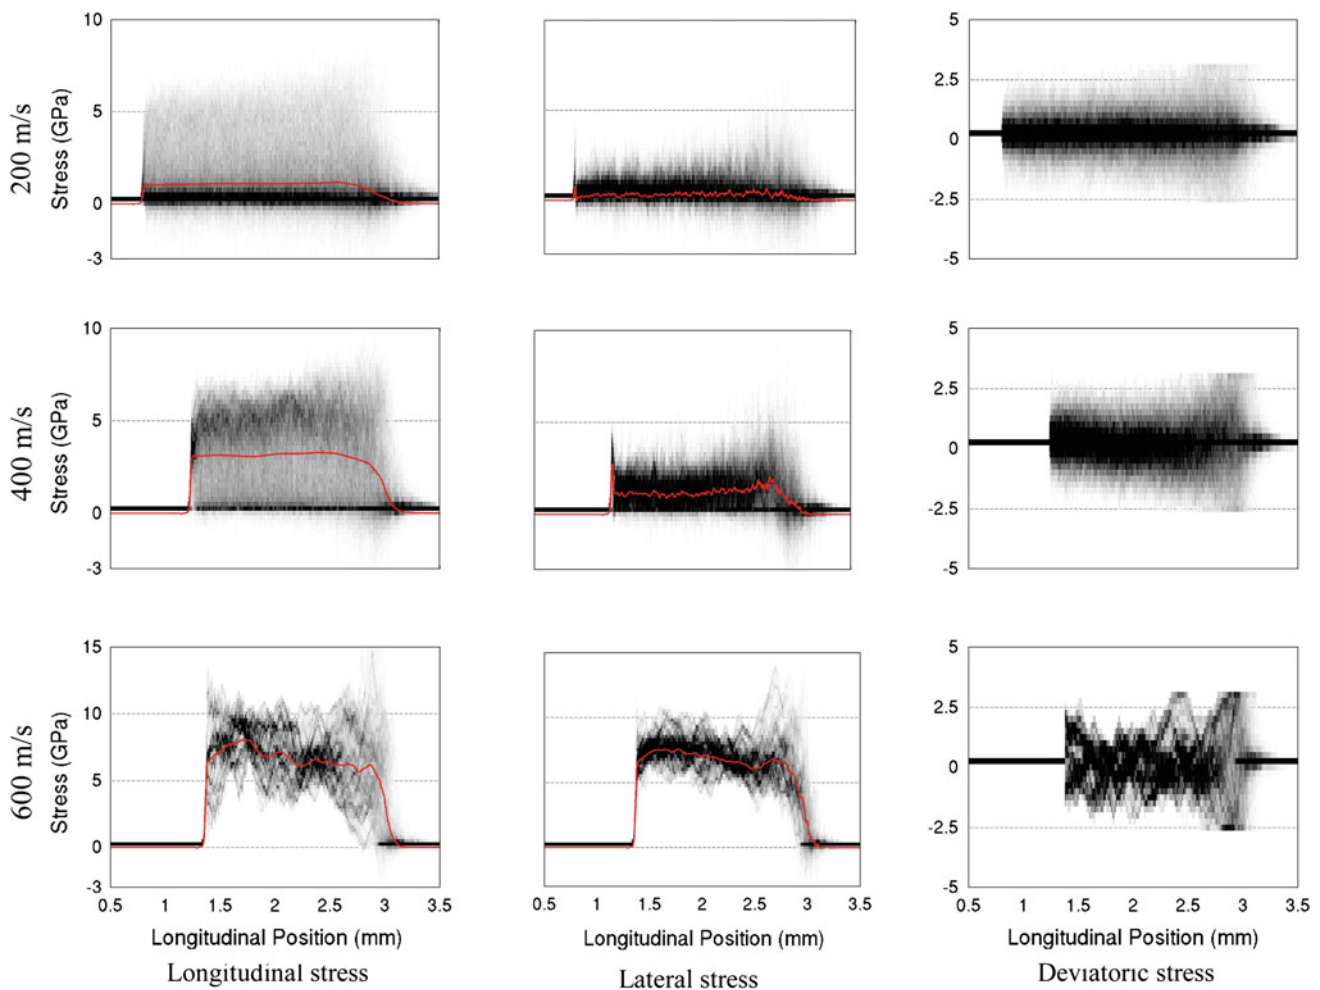 10
5
0
-3
Stress (GPa)
200 m/s
5
2.5
0
-2.5
-5
10
5
0
-3
Stress (GPa)
400 m/s
5
2.5
0
-2.5
-5
15
10
5
0
-3
Stress (GPa)
600 m/s
5
2.5
0
-2.5
-5
0.5 1 1.5 2 2.5 3 3.5
0.5 1 1.5 2 2.5 3 3.5
0.5 1 1.5 2 2.5 3 3.5
Longitudinal Position (mm)
Longitudinal Position (mm)
Longitudinal Position (mm)
Longitudinal stress
Lateral stress
Deviatoric stress